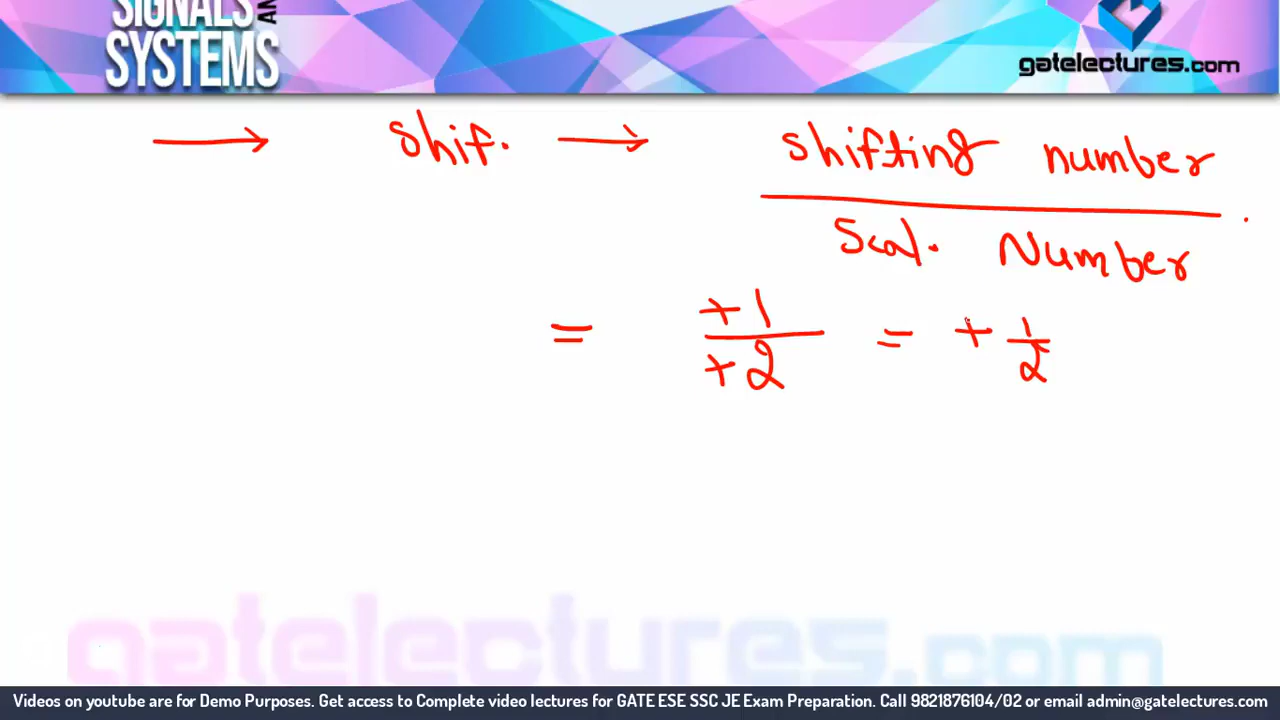 SIGNALS AND
SYSTEMS
gatelectures.com
→ Shif. → Shifting number
Scal. Number
= +1/+2 = + 1/2
gatelectures.com
Videos on youtube are for Demo Purposes. Get access to Complete video lectures for GATE ESE SSC JE Exam Preparation. Call 9821876104/02 or email admin@gatelectures.com